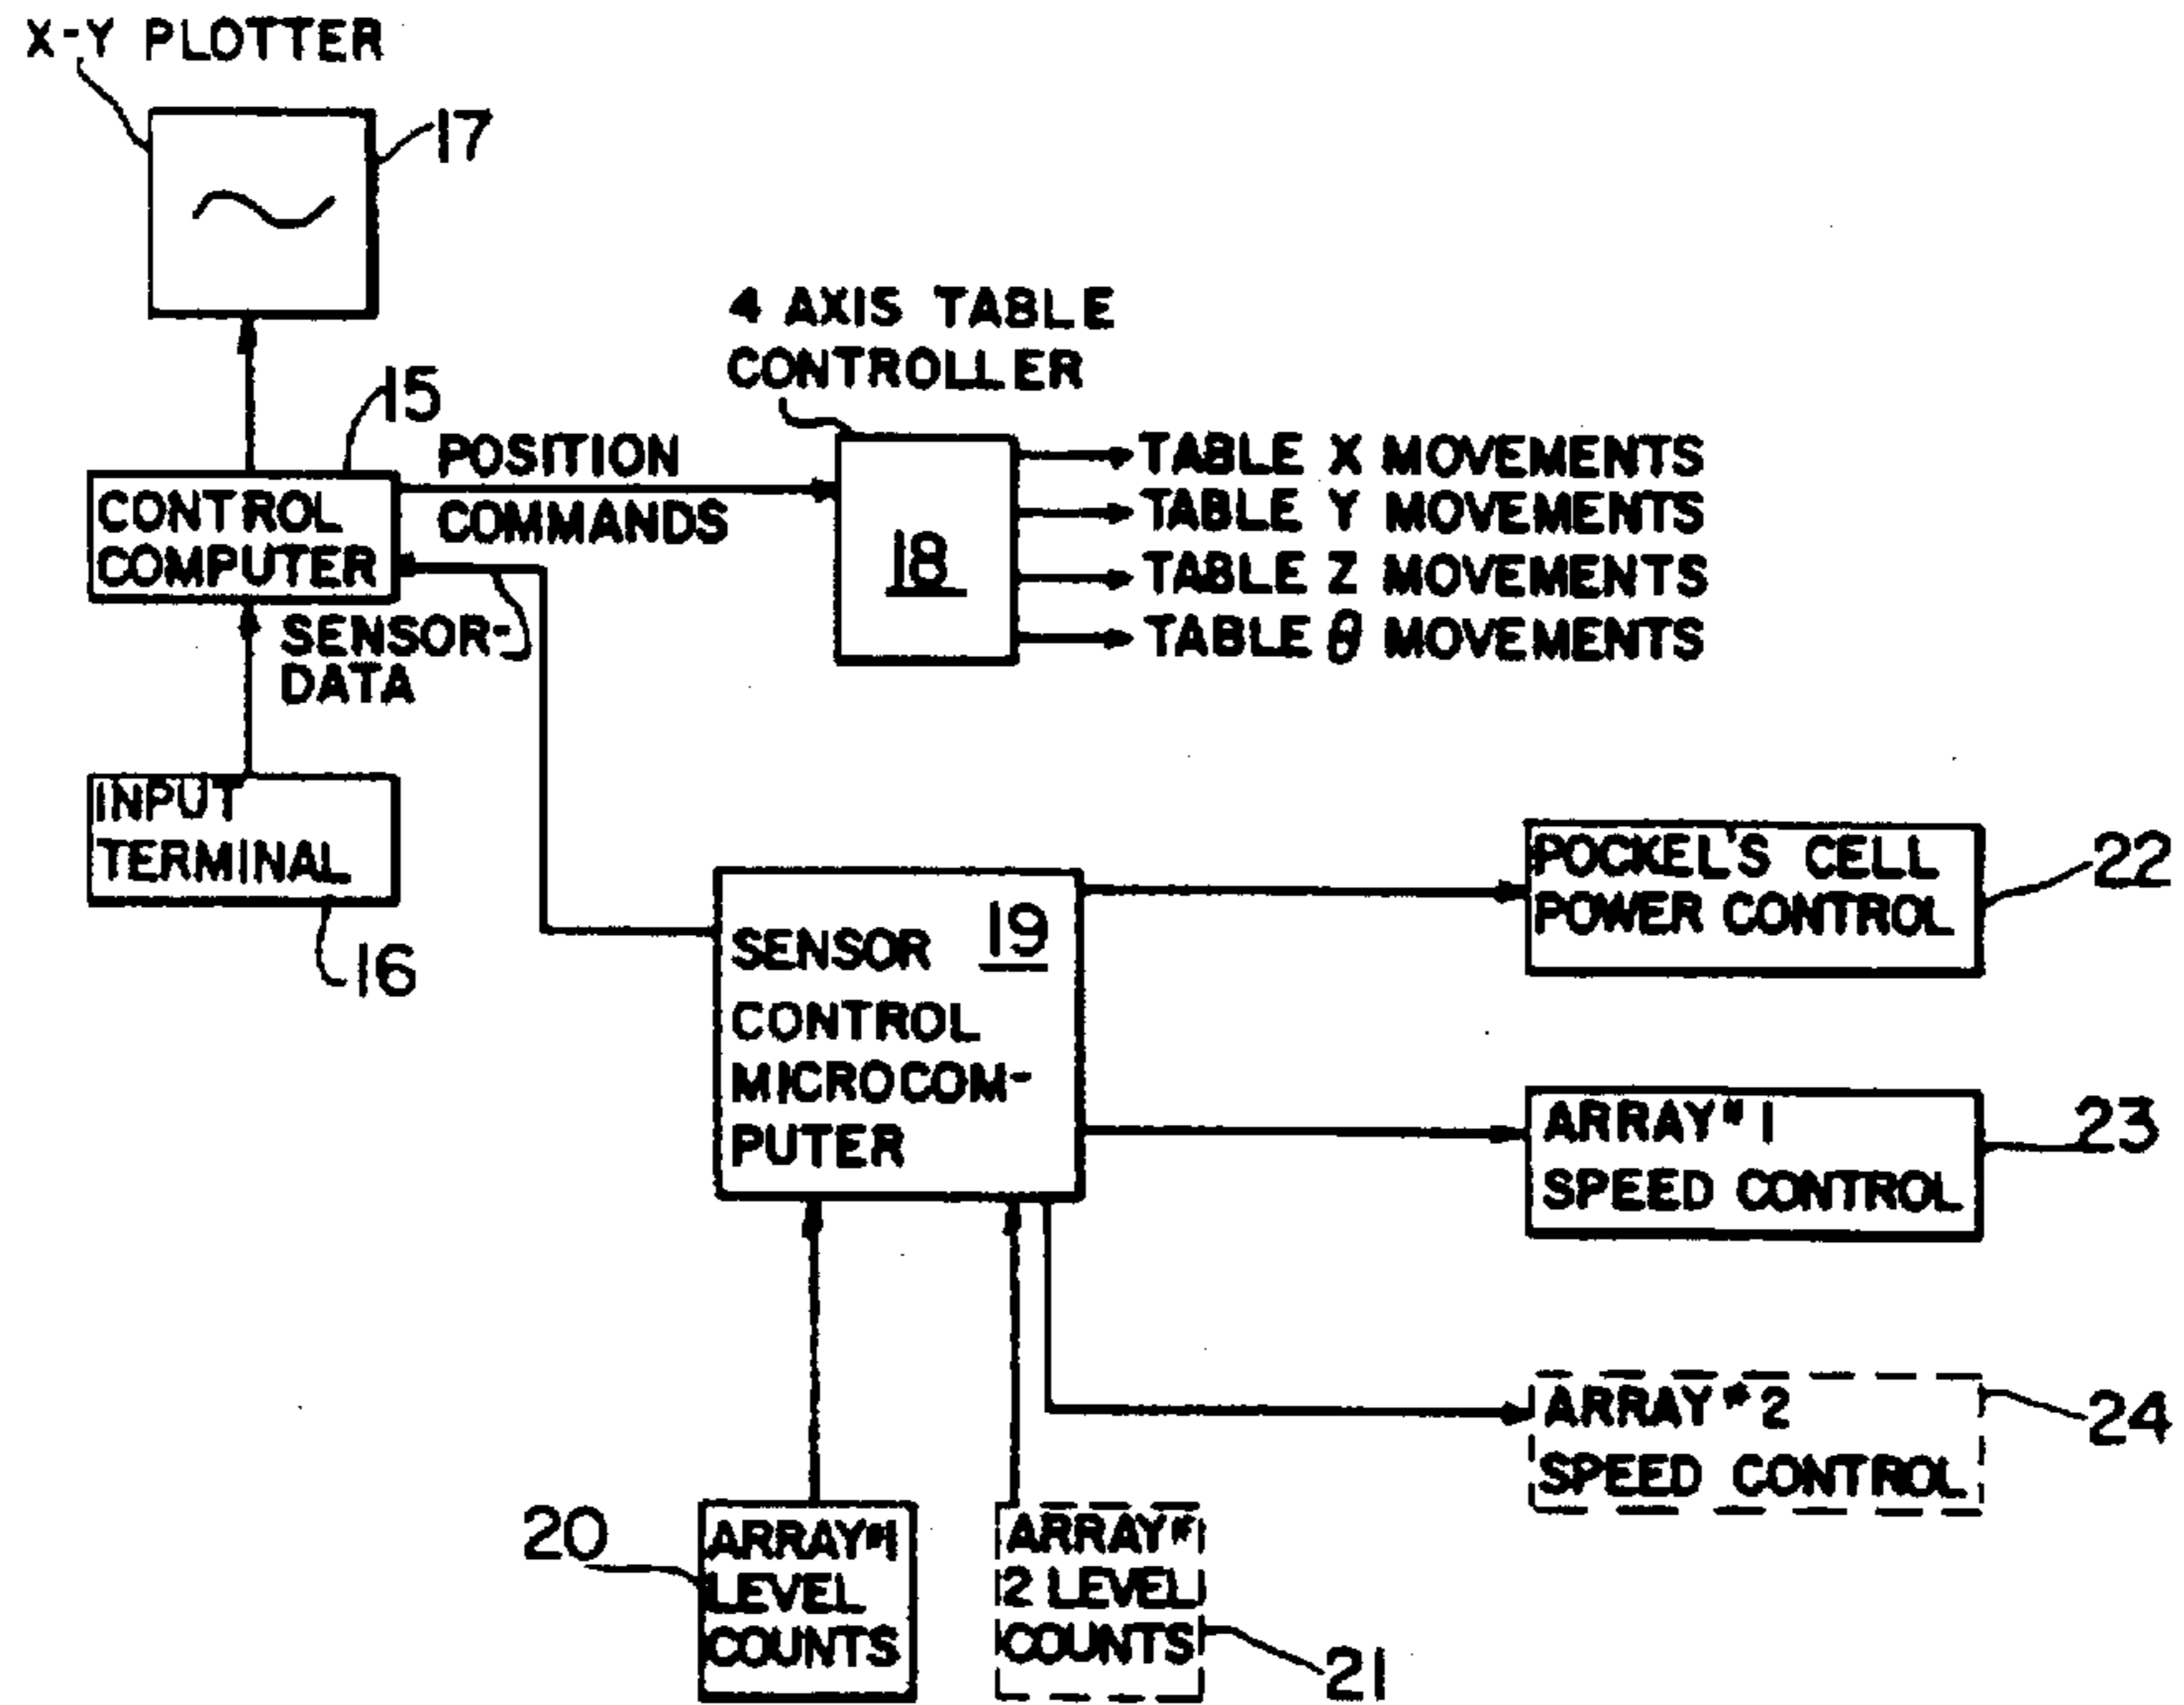 X-Y PLOTTER
17
4 AXIS TABLE
CONTROLLER
15
POSITION
COMMANDS
CONTROL
COMPUTER
SENSOR-
DATA
18
TABLE X MOVEMENTS
TABLE Y MOVEMENTS
TABLE Z MOVEMENTS
TABLE θ MOVEMENTS
INPUT
TERMINAL
16
SENSOR 19
CONTROL
MICROCOM-
PUTER
POCKEL'S CELL
POWER CONTROL
22
ARRAY #1
SPEED CONTROL
23
ARRAY #2
SPEED CONTROL
24
20
ARRAY #1
LEVEL
COUNTS
ARRAY #
2 LEVEL
COUNTS
21